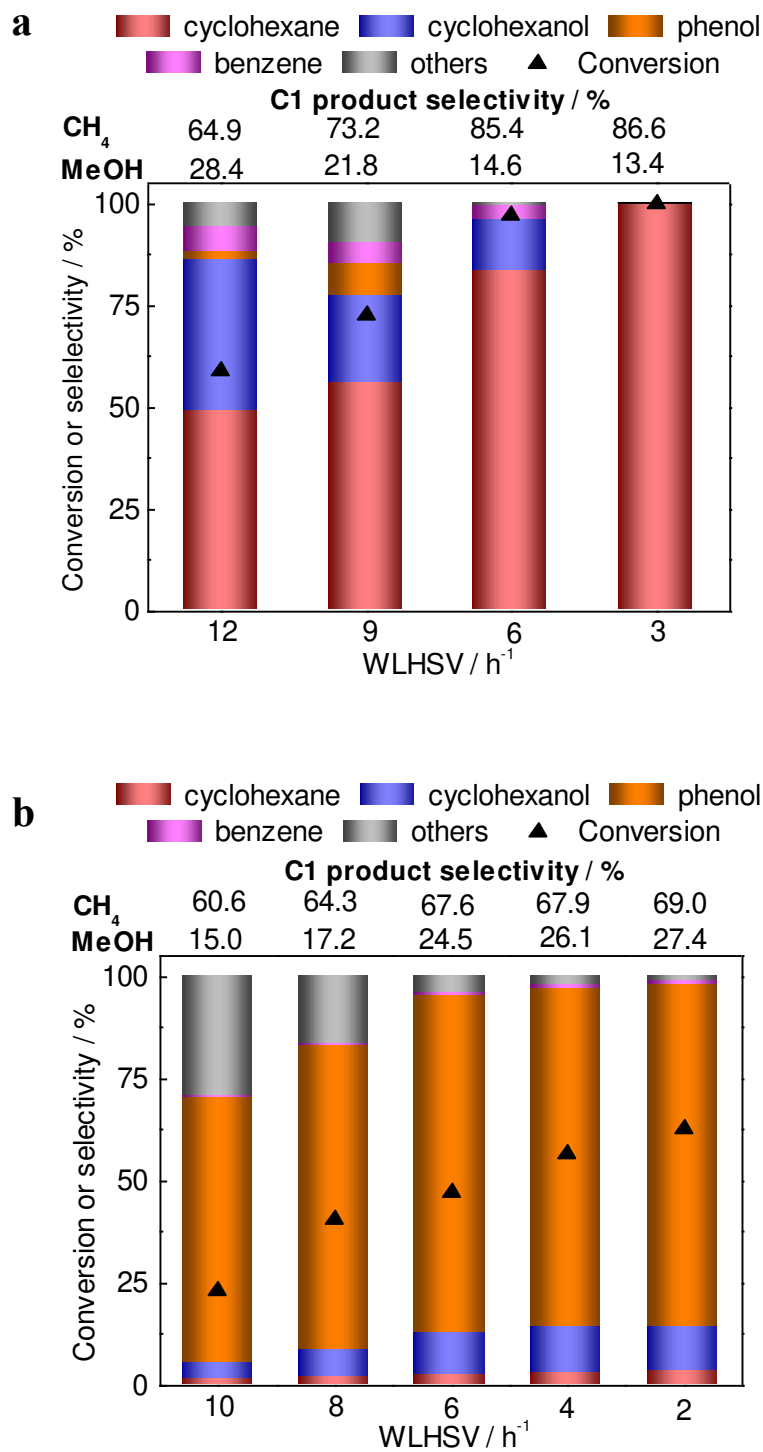 a
cyclohexane cyclohexanol phenol
benzene others ▲ Conversion
C1 product selectivity / %
CH4 64.9 73.2 85.4 86.6
MeOH 28.4 21.8 14.6 13.4
100
75
50
25
0
Conversion or selelectivity / %
12 9 6 3
WLHSV / h-1
b
cyclohexane cyclohexanol phenol
benzene others ▲ Conversion
C1 product selectivity / %
CH4 60.6 64.3 67.6 67.9 69.0
MeOH 15.0 17.2 24.5 26.1 27.4
100
75
50
25
0
Conversion or selectivity / %
10 8 6 4 2
WLHSV / h-1